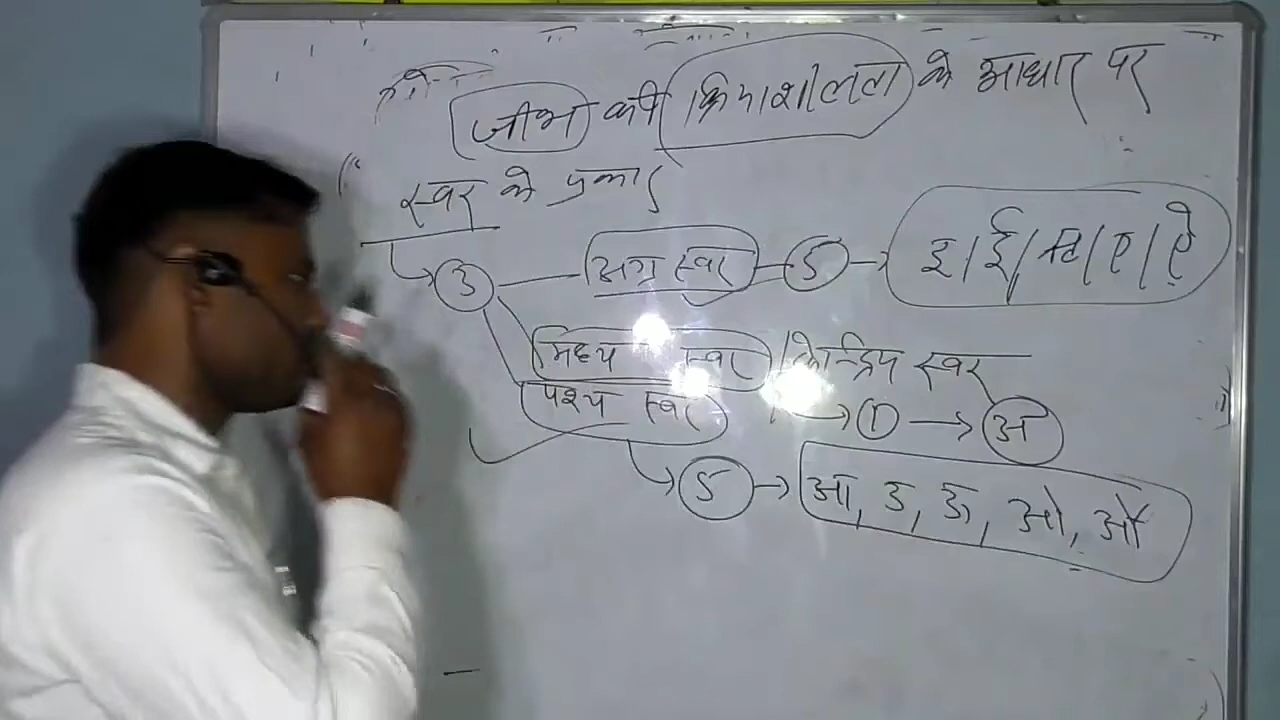 जीभ की क्रियाशीलता के आधार पर
स्वर के प्रकार
→ 3 — अग्र स्वर — 5 → इ / ई / ऋ / ए / ऐ
मध्य स्वर / केन्द्रिय स्वर
→ 1 → अ
पश्य स्वर
→ 5 → आ, उ, ऊ, ओ, औ